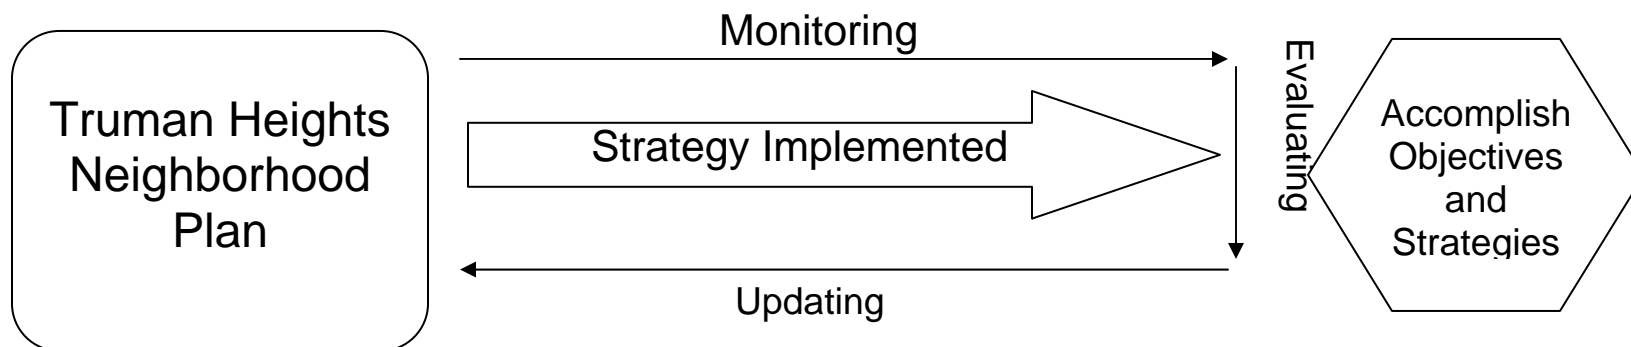 Truman Heights
Neighborhood
Plan
Monitoring
Strategy Implemented
Evaluating
Updating
Accomplish
Objectives
and
Strategies